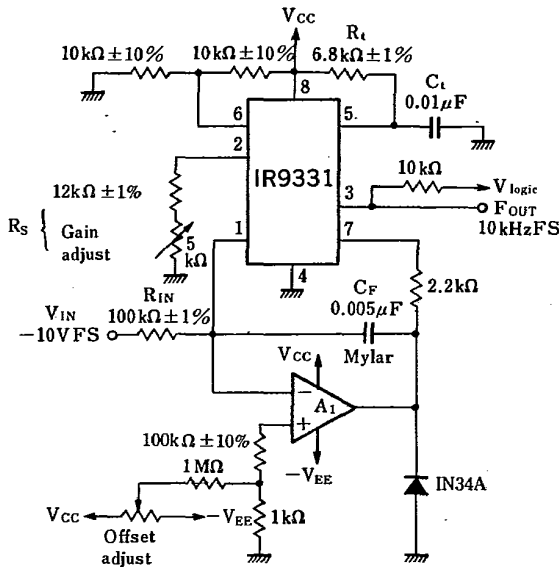 VCC
10kΩ±10%
10kΩ±10%
Rt
6.8kΩ±1%
8
6
5
Ct
0.01μF
2
IR9331
12kΩ±1%
3
10kΩ
Vlogic
FOUT
10kHzFS
RS
Gain
adjust
5
kΩ
1
7
4
2.2kΩ
VIN
-10VFS
RIN
100kΩ±1%
CF
0.005μF
Mylar
VCC
-
A1
+
100kΩ±10%
-VEE
1MΩ
IN34A
VCC
-VEE
1kΩ
Offset
adjust